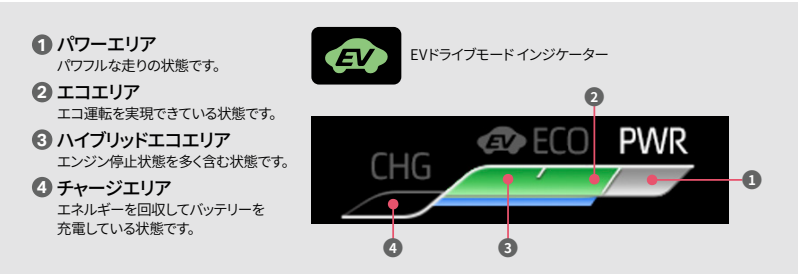 1 パワーエリア
パワフルな走りの状態です。
2 エコエリア
エコ運転を実現できている状態です。
3 ハイブリッドエコエリア
エンジン停止状態を多く含む状態です。
4 チャージエリア
エネルギーを回収してバッテリーを
充電している状態です。
EV
EVドライブモード インジケーター
2
CHG
EV ECO
PWR
1
4
3